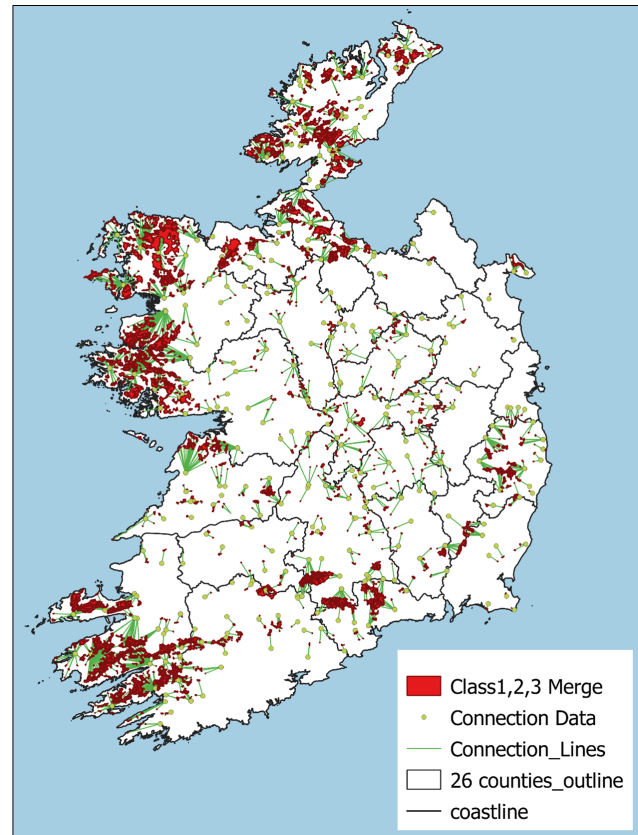 Class1,2,3 Merge
Connection Data
Connection_Lines
26 counties_outline
coastline